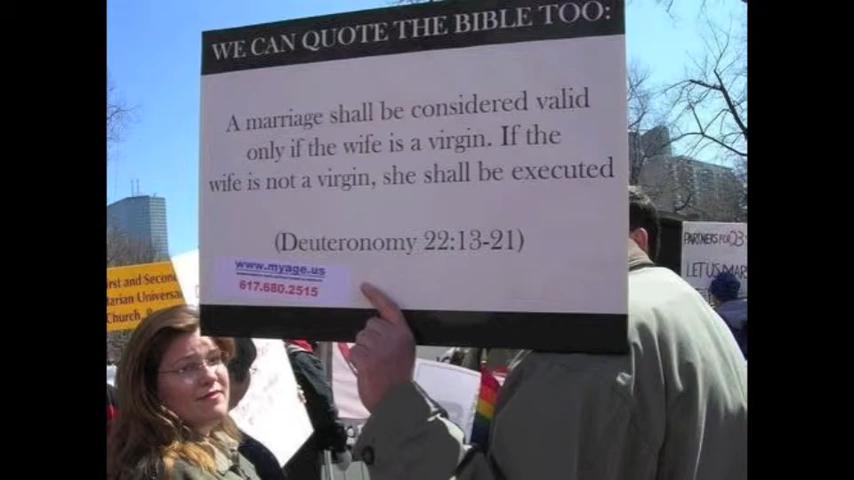 WE CAN QUOTE THE BIBLE TOO:
A marriage shall be considered valid
only if the wife is a virgin. If the
wife is not a virgin, she shall be executed
(Deuteronomy 22:13-21)
www.myage.us
617.680.2515
rst and Second
tarian Universa
Church
PARTNERS FOR
LET US MAR